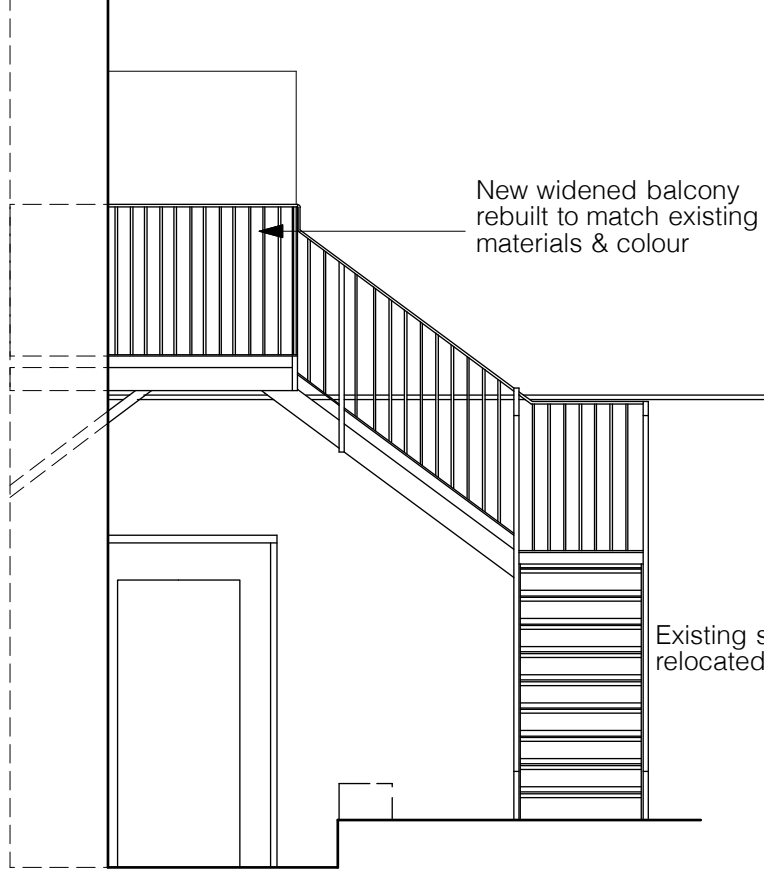 New widened balcony
rebuilt to match existing
materials & colour
Existing
relocated